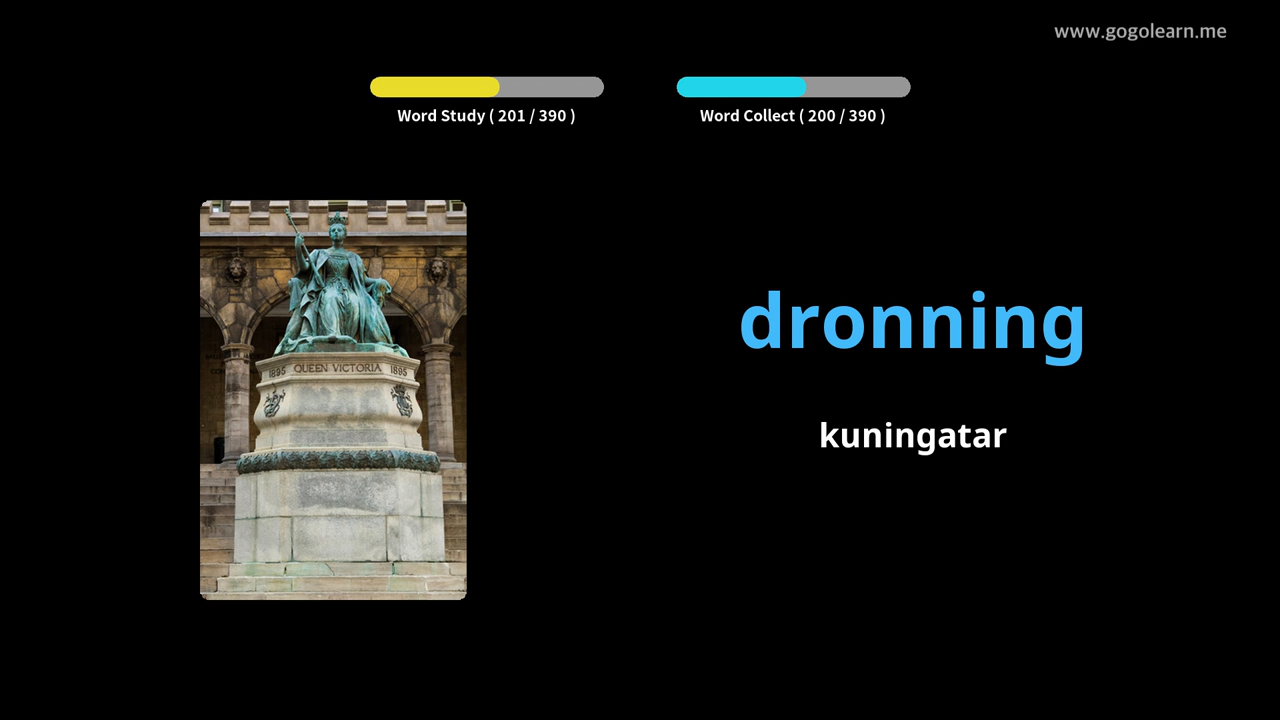 www.gogolearn.me
Word Study ( 201 / 390 )
Word Collect ( 200 / 390 )
1895 QUEEN VICTORIA 1895
dronning
kuningatar